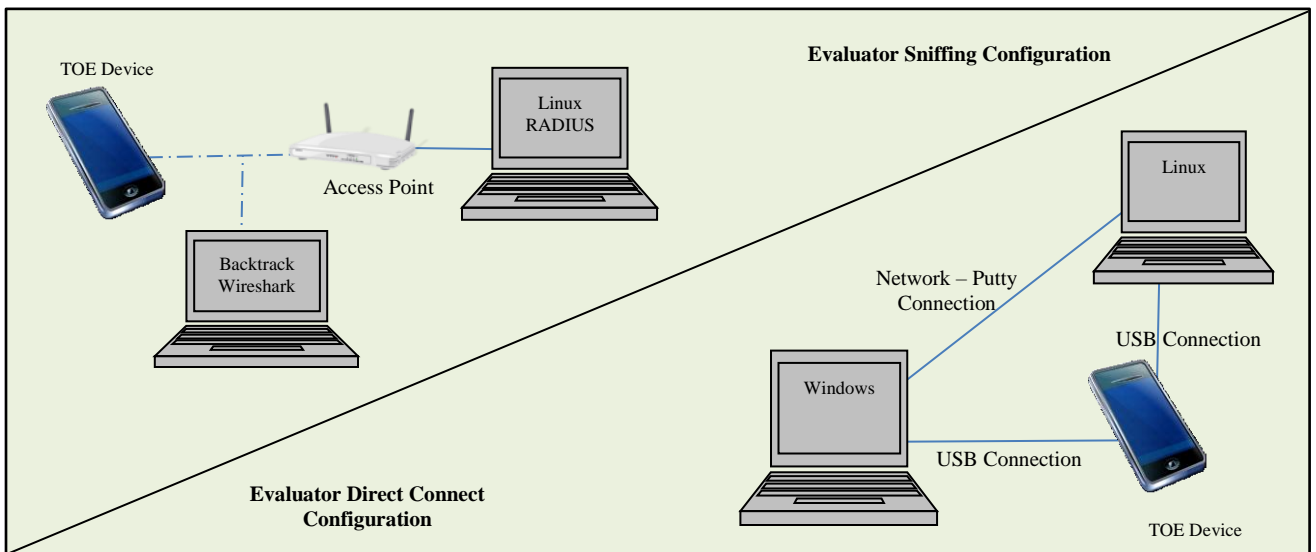 Evaluator Sniffing Configuration
TOE Device
Linux
RADIUS
Access Point
Backtrack
Wireshark
Linux
Network – Putty
Connection
USB Connection
Windows
USB Connection
TOE Device
Evaluator Direct Connect
Configuration